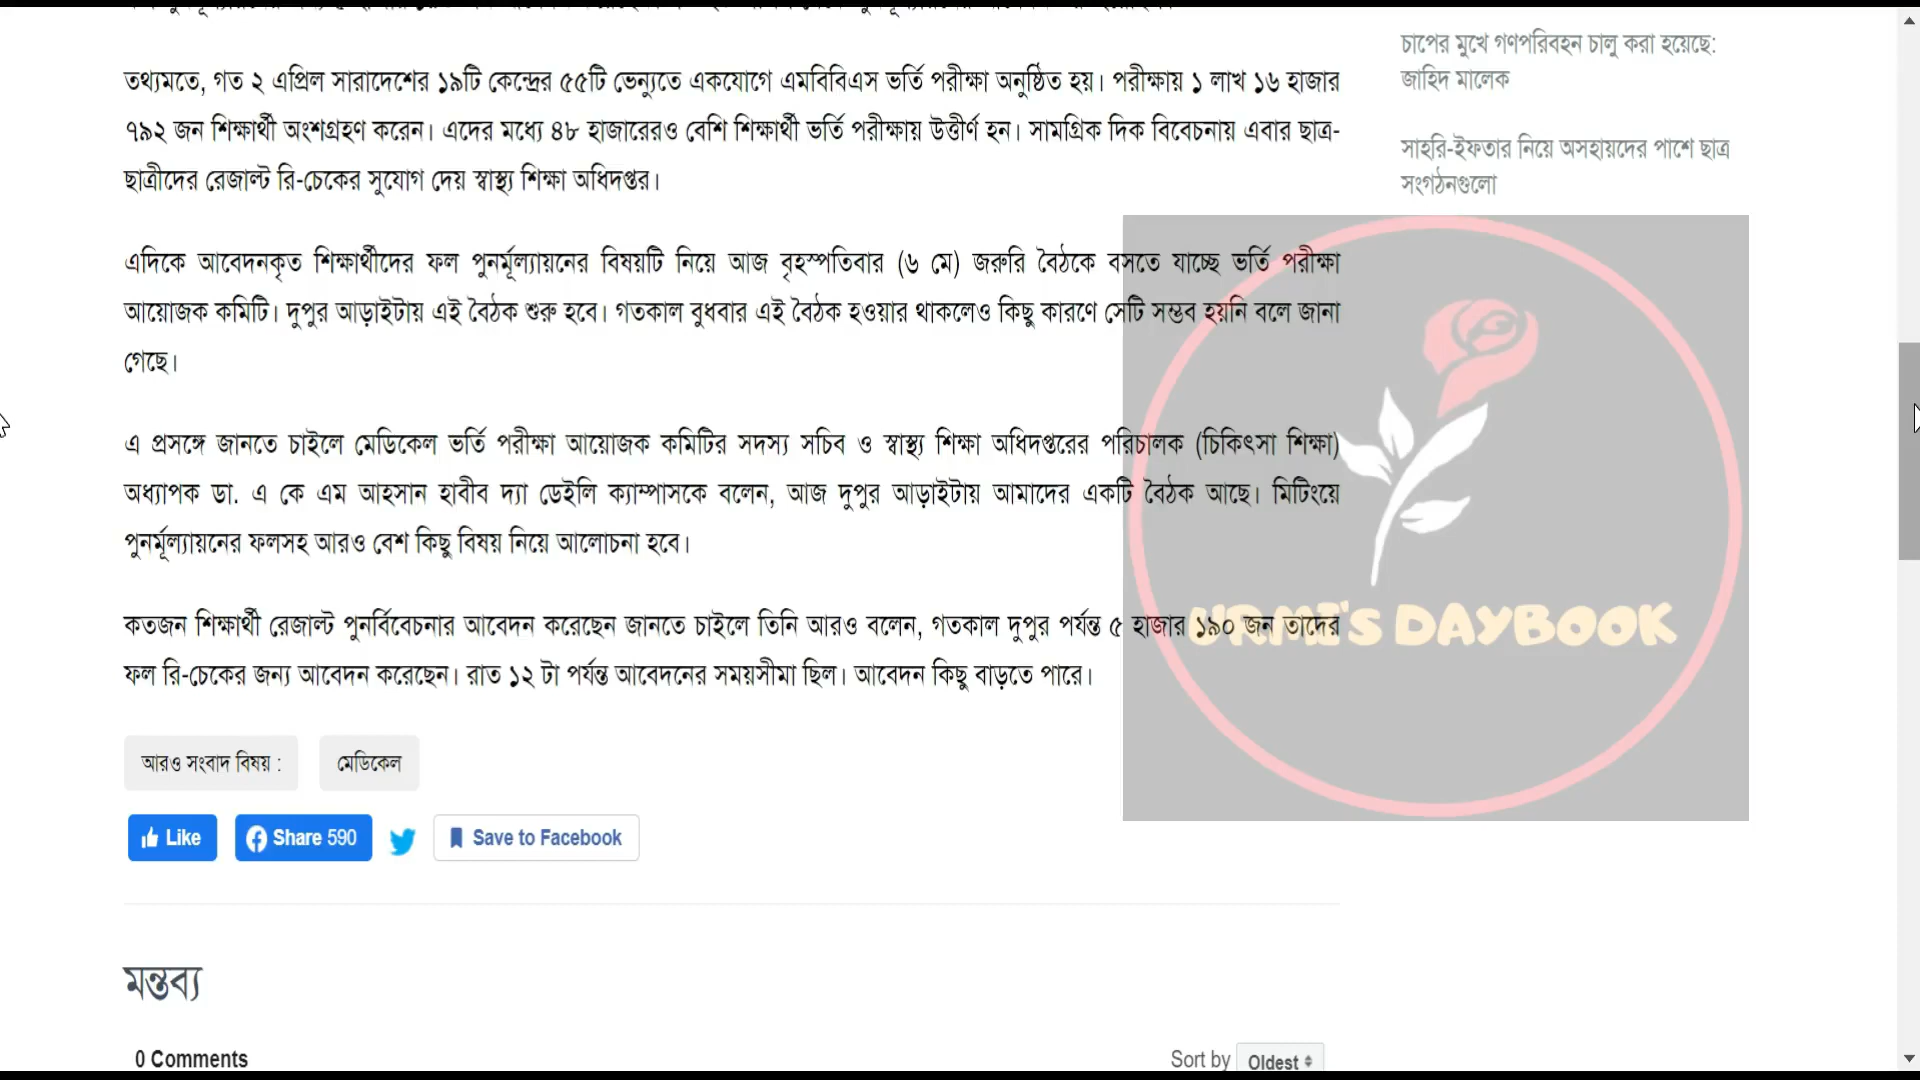 তথ্যমতে, গত ২ এপ্রিল সারাদেশের ১৯টি কেন্দ্রের ৫৫টি ভেন্যুতে একযোগে এমবিবিএস ভর্তি পরীক্ষা অনুষ্ঠিত হয়। পরীক্ষায় ১ লাখ ১৬ হাজার
৭৯২ জন শিক্ষার্থী অংশগ্রহণ করেন। এদের মধ্যে ৪৮ হাজারেরও বেশি শিক্ষার্থী ভর্তি পরীক্ষায় উত্তীর্ণ হন। সামগ্রিক দিক বিবেচনায় এবার ছাত্র-
ছাত্রীদের রেজাল্ট রি-চেকের সুযোগ দেয় স্বাস্থ্য শিক্ষা অধিদপ্তর।
এদিকে আবেদনকৃত শিক্ষার্থীদের ফল পুনর্মূল্যায়নের বিষয়টি নিয়ে আজ বৃহস্পতিবার (৬ মে) জরুরি বৈঠকে বসতে যাচ্ছে ভর্তি পরীক্ষা
আয়োজক কমিটি। দুপুর আড়াইটায় এই বৈঠক শুরু হবে। গতকাল বুধবার এই বৈঠক হওয়ার থাকলেও কিছু কারণে সেটি সম্ভব হয়নি বলে জানা
গেছে।
এ প্রসঙ্গে জানতে চাইলে মেডিকেল ভর্তি পরীক্ষা আয়োজক কমিটির সদস্য সচিব ও স্বাস্থ্য শিক্ষা অধিদপ্তরের পরিচালক (চিকিৎসা শিক্ষা)
অধ্যাপক ডা. এ কে এম আহসান হাবীব দ্যা ডেইলি ক্যাম্পাসকে বলেন, আজ দুপুর আড়াইটায় আমাদের একটি বৈঠক আছে। মিটিংয়ে
পুনর্মূল্যায়নের ফলসহ আরও বেশ কিছু বিষয় নিয়ে আলোচনা হবে।
কতজন শিক্ষার্থী রেজাল্ট পুনর্বিবেচনার আবেদন করেছেন জানতে চাইলে তিনি আরও বলেন, গতকাল দুপুর পর্যন্ত ৫ হাজার ১৯০ জন তাদের
ফল রি-চেকের জন্য আবেদন করেছেন। রাত ১২ টা পর্যন্ত আবেদনের সময়সীমা ছিল। আবেদন কিছু বাড়তে পারে।
আরও সংবাদ বিষয় : মেডিকেল
Like Share 590 Save to Facebook
মন্তব্য
0 Comments Sort by Oldest
চাপের মুখে গণপরিবহন চালু করা হয়েছে:
জাহিদ মালেক
সাহরি-ইফতার নিয়ে অসহায়দের পাশে ছাত্র
সংগঠনগুলো
URMI'S DAYBOOK